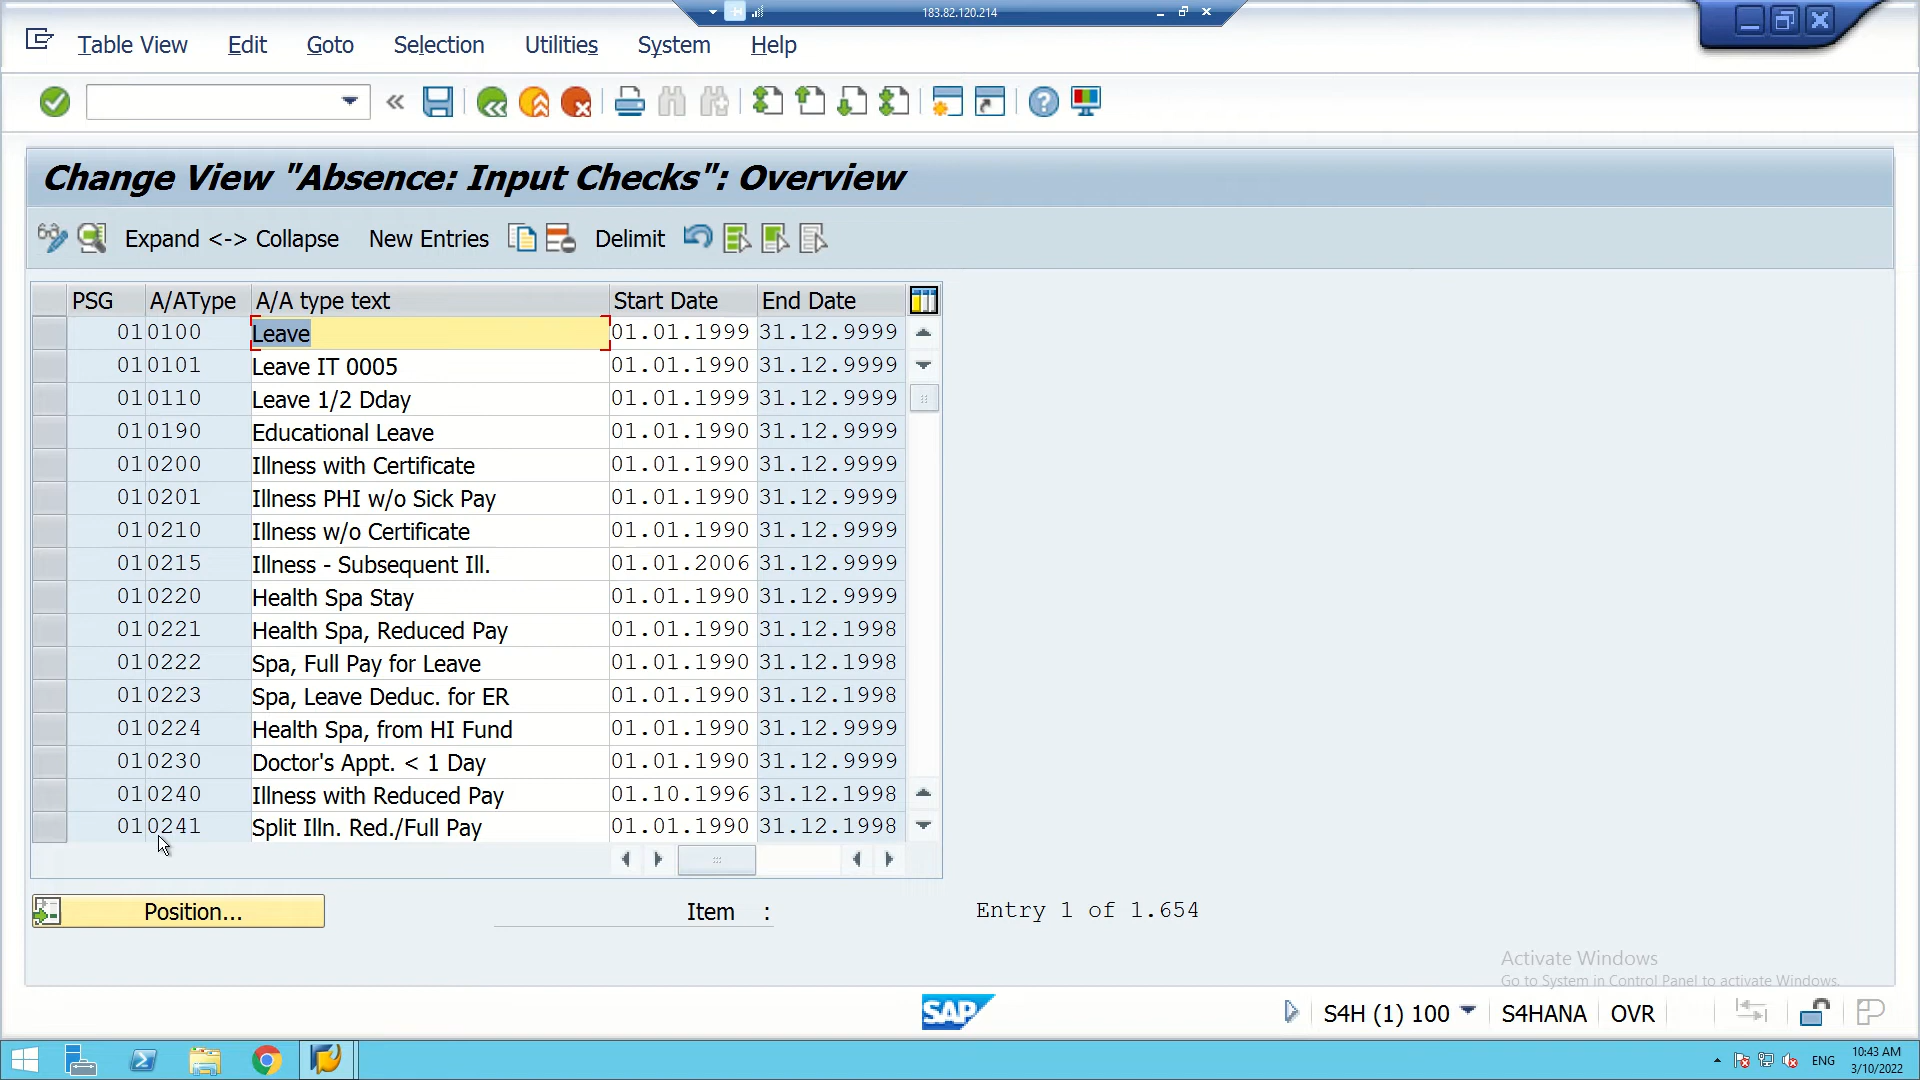 183.82.120.214
Table View Edit Goto Selection Utilities System Help
Change View "Absence: Input Checks": Overview
Expand <-> Collapse New Entries Delimit
PSG A/AType A/A type text Start Date End Date
01 0100 Leave 01.01.1999 31.12.9999
01 0101 Leave IT 0005 01.01.1990 31.12.9999
01 0110 Leave 1/2 Dday 01.01.1999 31.12.9999
01 0190 Educational Leave 01.01.1990 31.12.9999
01 0200 Illness with Certificate 01.01.1990 31.12.9999
01 0201 Illness PHI w/o Sick Pay 01.01.1990 31.12.9999
01 0210 Illness w/o Certificate 01.01.1990 31.12.9999
01 0215 Illness - Subsequent Ill. 01.01.2006 31.12.9999
01 0220 Health Spa Stay 01.01.1990 31.12.9999
01 0221 Health Spa, Reduced Pay 01.01.1990 31.12.1998
01 0222 Spa, Full Pay for Leave 01.01.1990 31.12.1998
01 0223 Spa, Leave Deduc. for ER 01.01.1990 31.12.1998
01 0224 Health Spa, from HI Fund 01.01.1990 31.12.9999
01 0230 Doctor's Appt. < 1 Day 01.01.1990 31.12.9999
01 0240 Illness with Reduced Pay 01.10.1996 31.12.1998
01 0241 Split Illn. Red./Full Pay 01.01.1990 31.12.1998
Position... Item : Entry 1 of 1.654
Activate Windows
Go to System in Control Panel to activate Windows.
SAP S4H (1) 100 S4HANA OVR
ENG 10:43 AM
3/10/2022